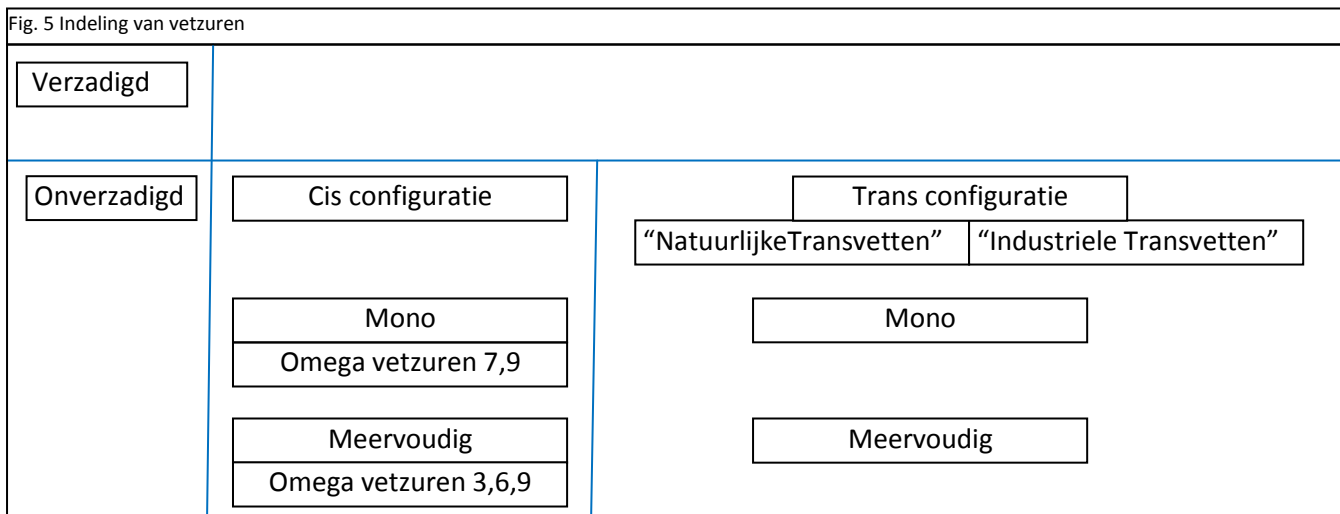 Fig. 5 Indeling van vetzuren
Verzadigd
Onverzadigd
Cis configuratie
Trans configuratie
“NatuurlijkeTransvetten”
“Industriele Transvetten”
Mono
Mono
Omega vetzuren 7,9
Meervoudig
Meervoudig
Omega vetzuren 3,6,9